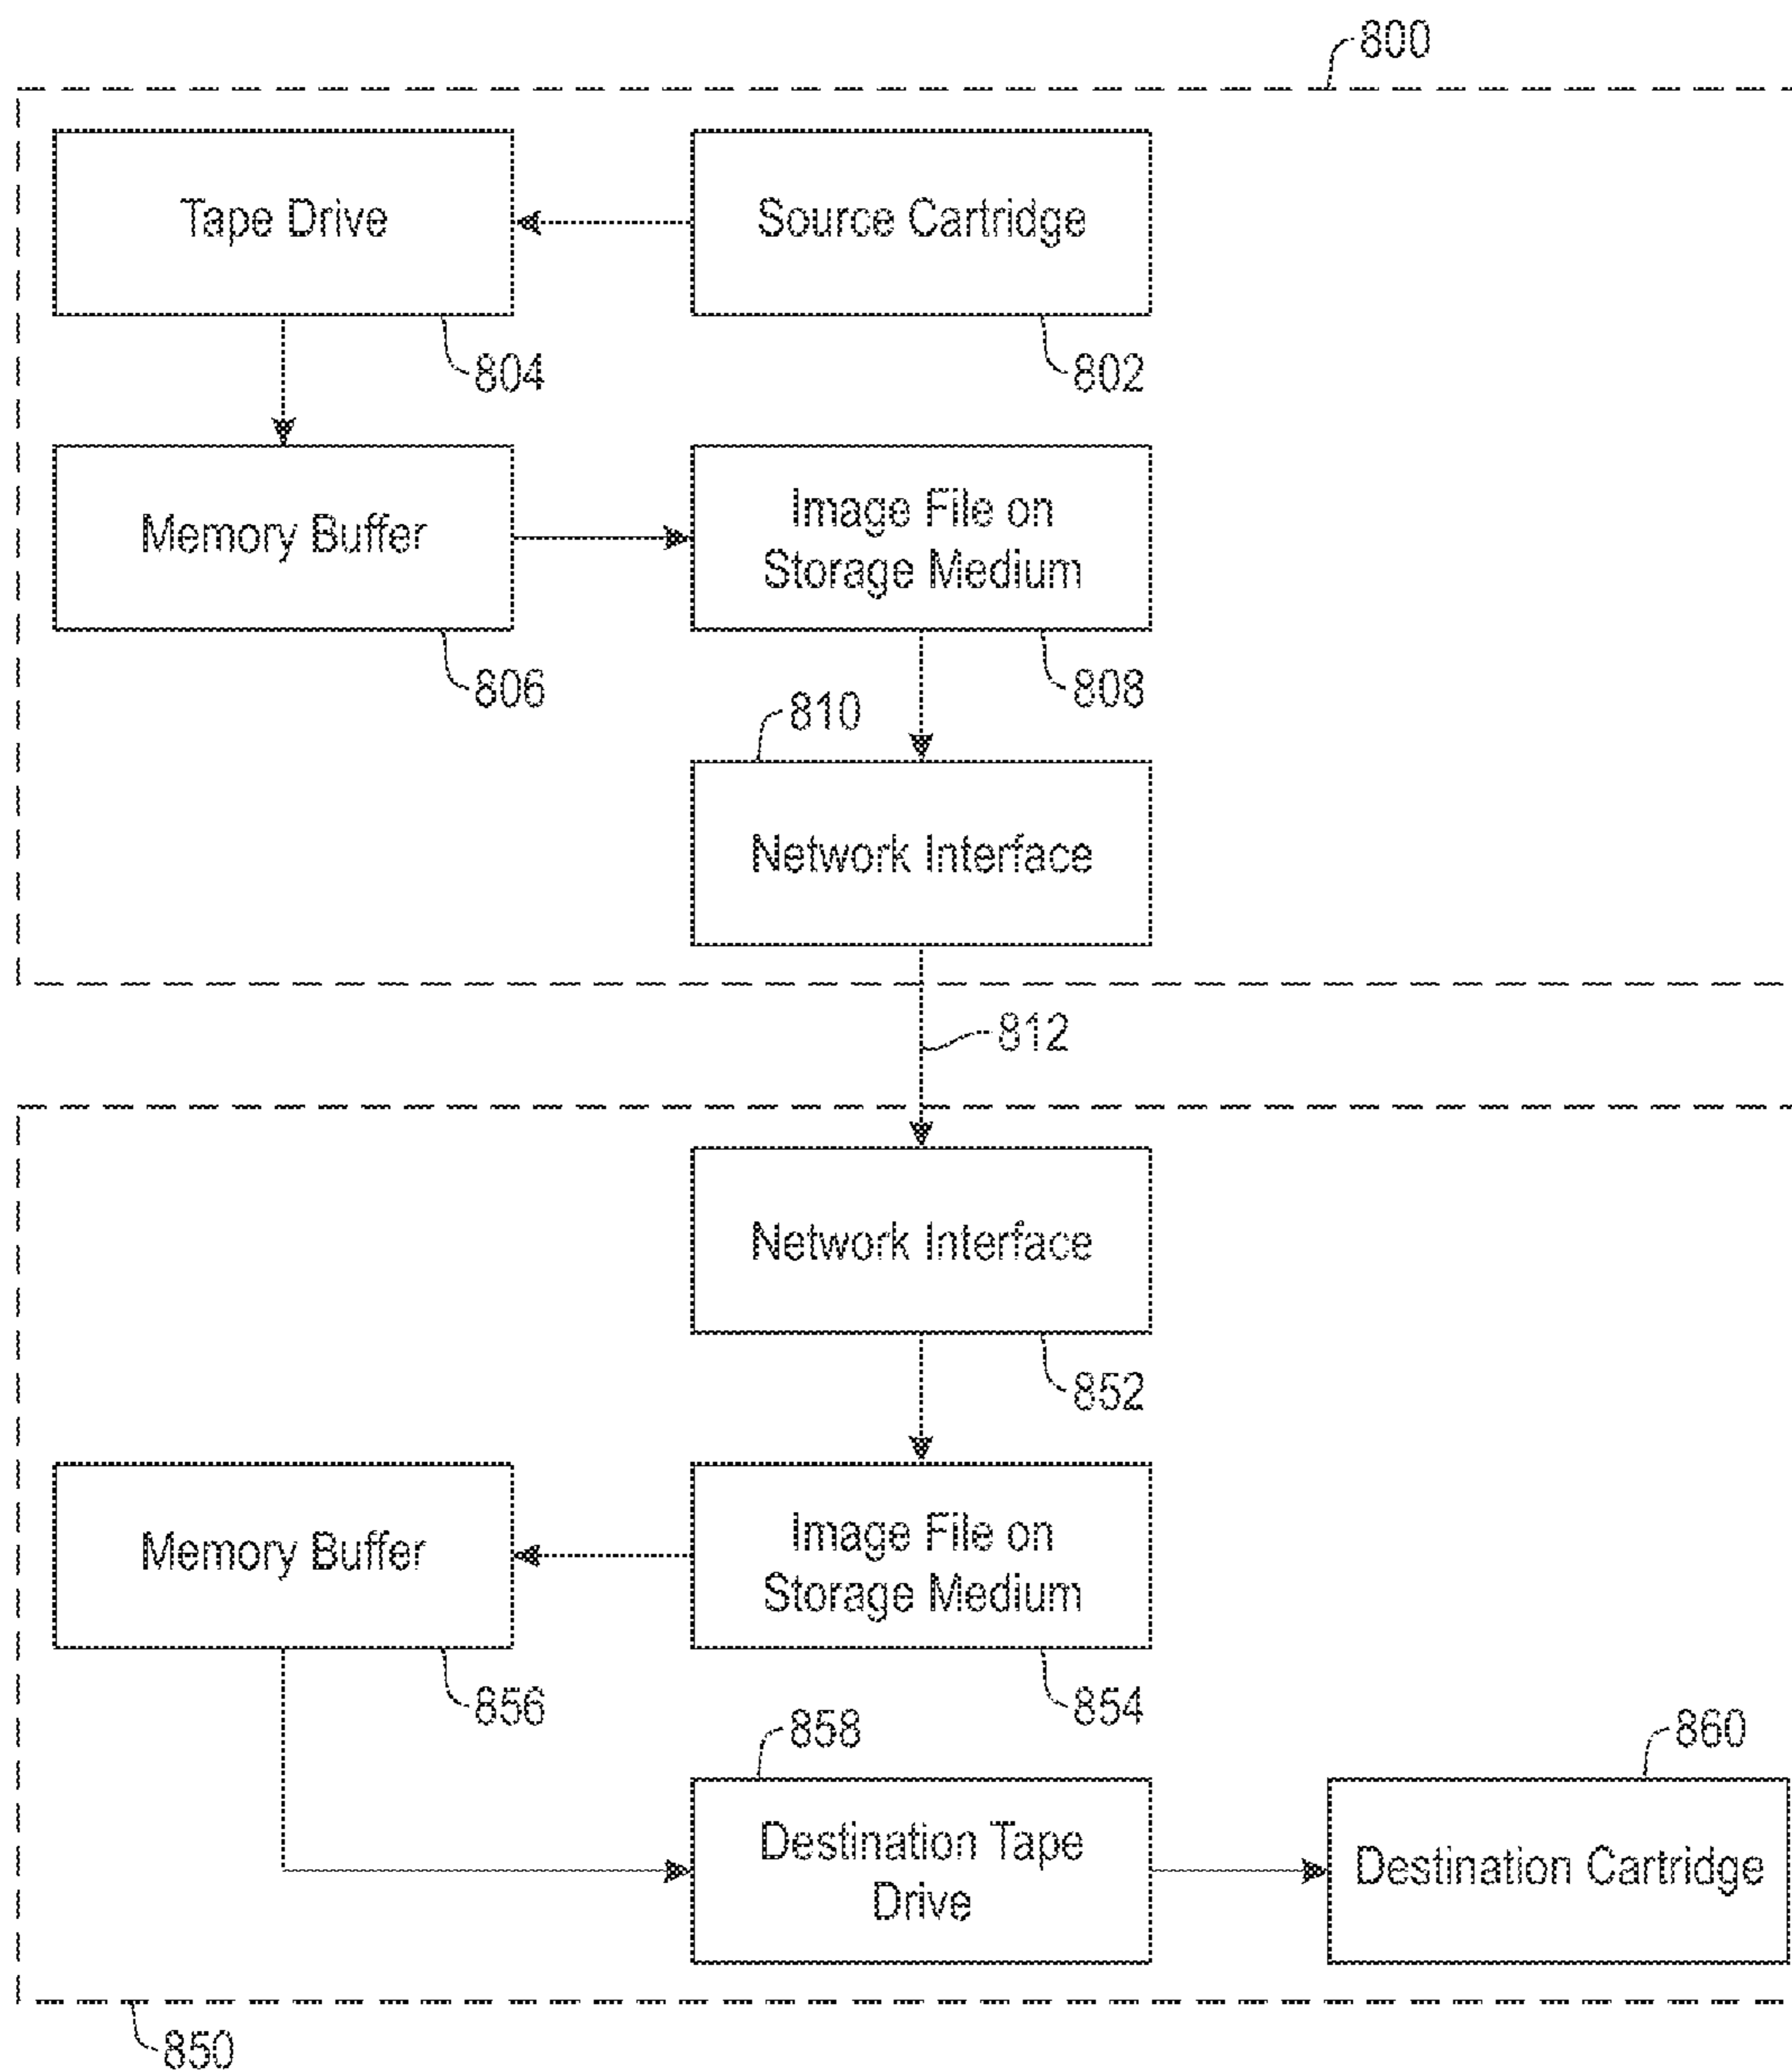 800
Tape Drive
Source Cartridge
804
802
Memory Buffer
Image File on
Storage Medium
806
808
810
Network Interface
812
Network Interface
852
Memory Buffer
Image File on
Storage Medium
856
854
858
860
Destination Tape
Drive
Destination Cartridge
850